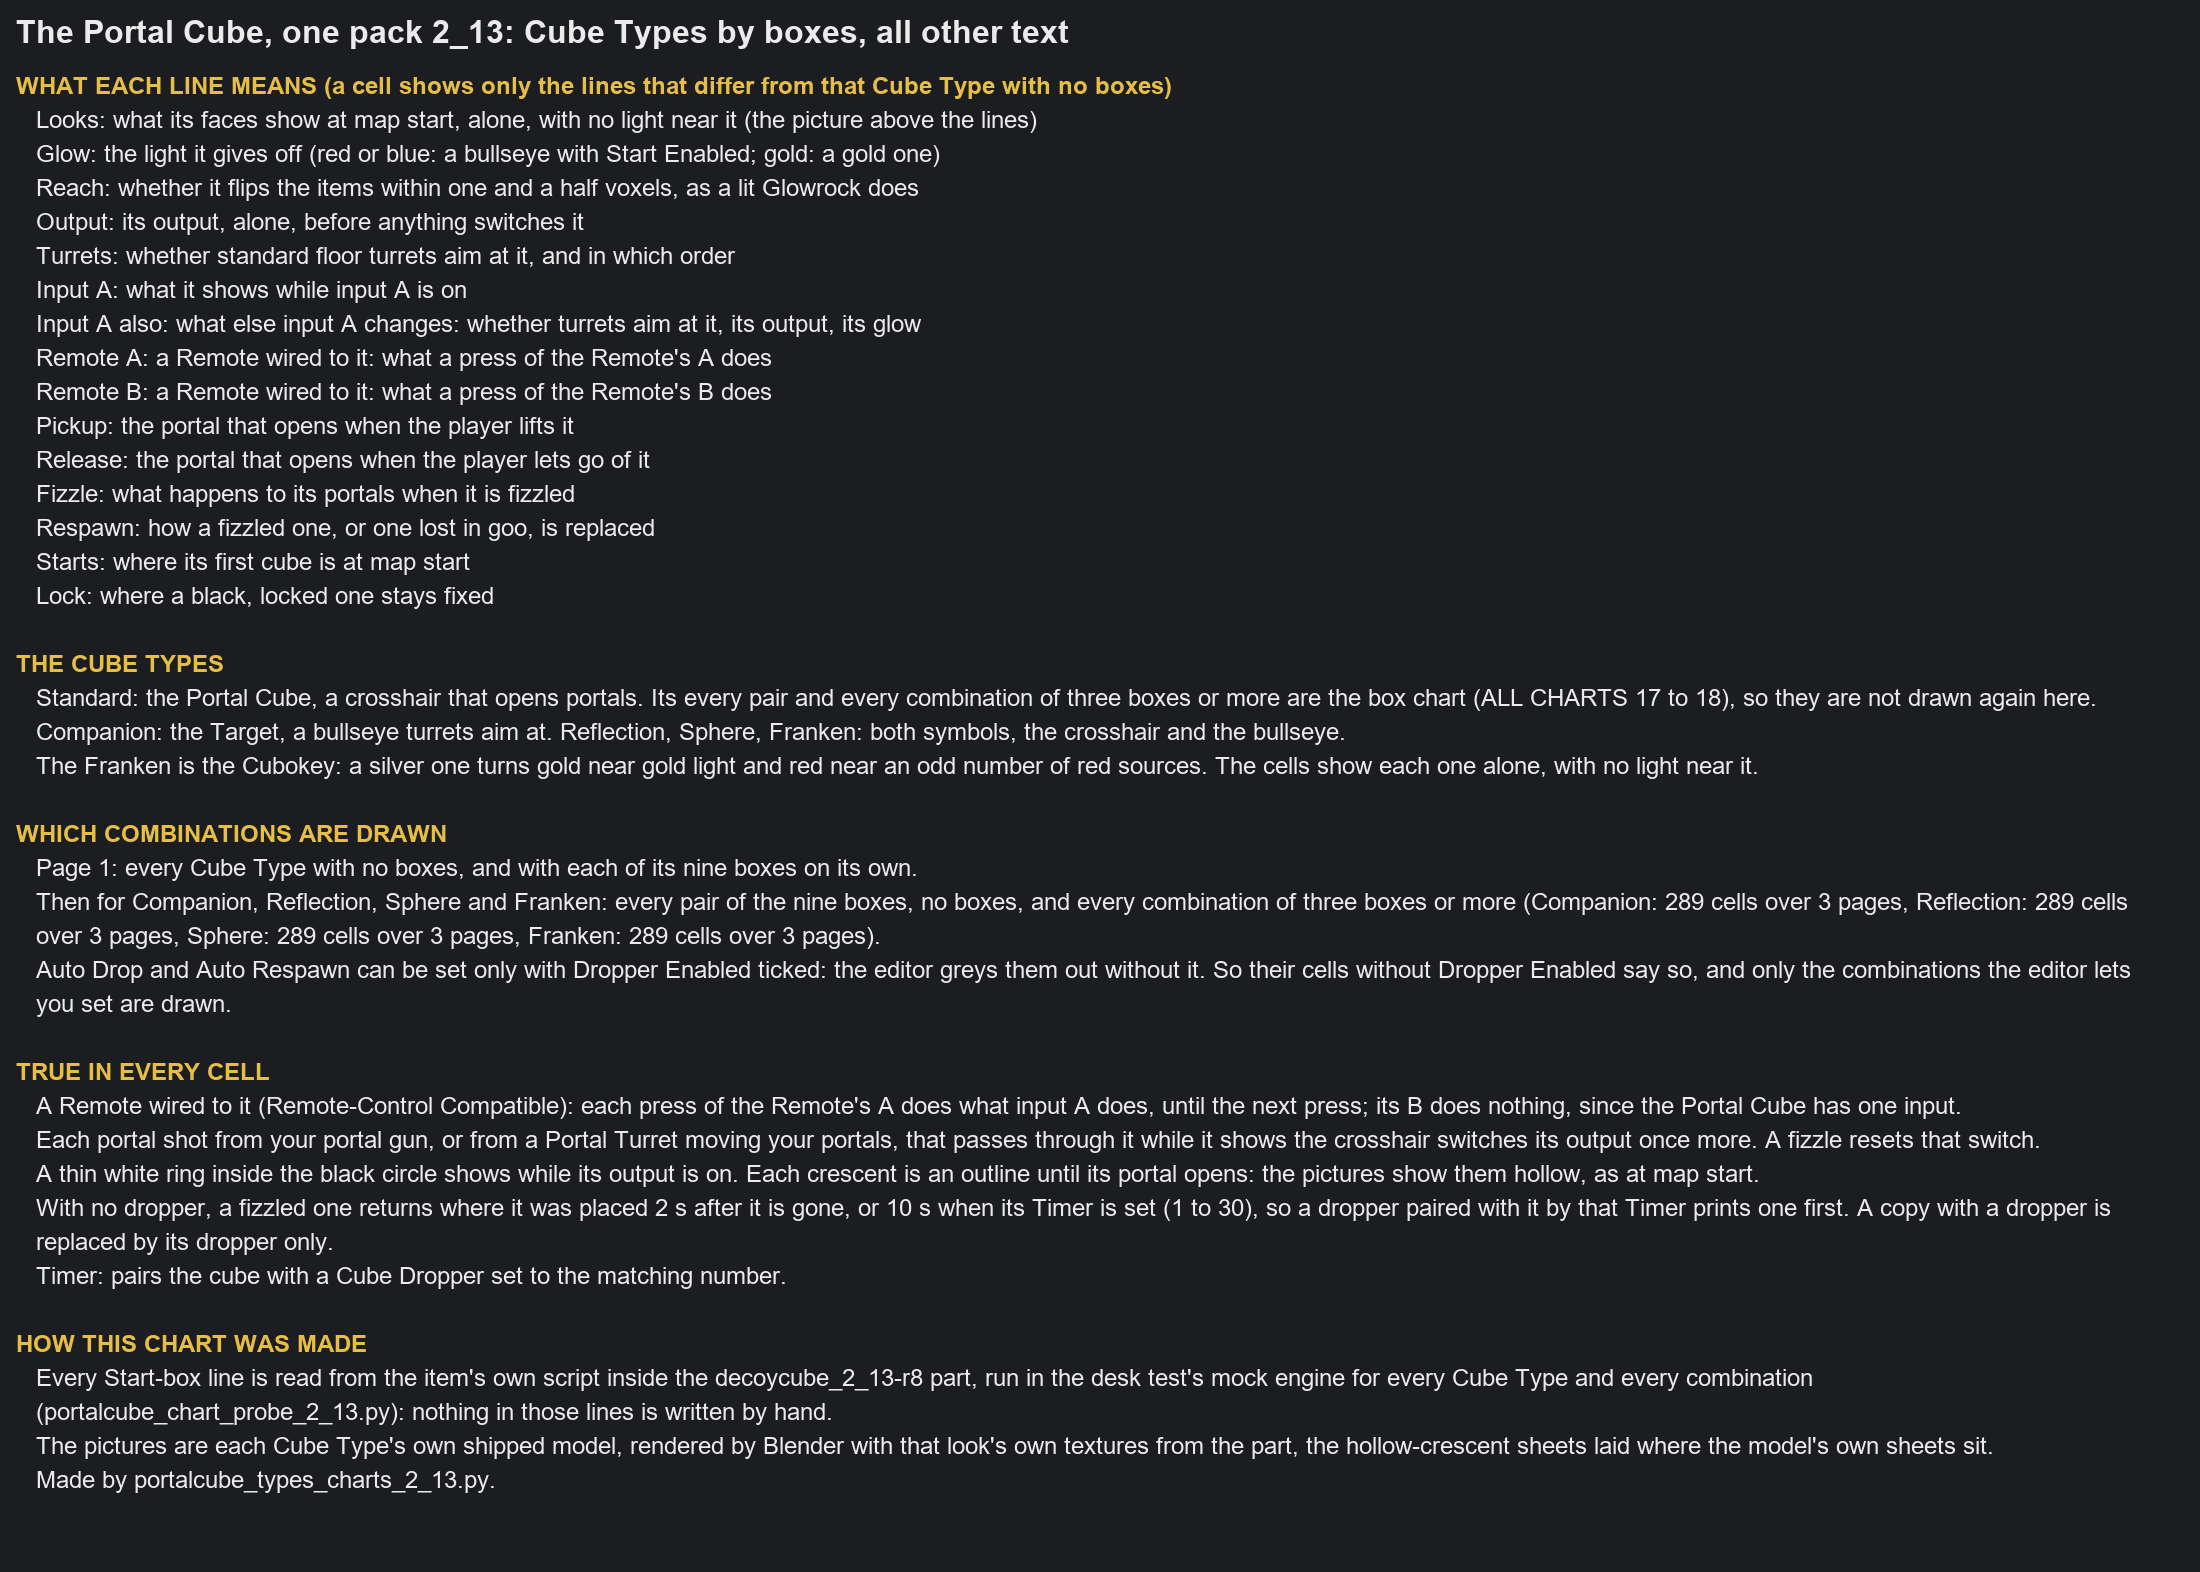 The Portal Cube, one pack 2_13: Cube Types by boxes, all other text
WHAT EACH LINE MEANS (a cell shows only the lines that differ from that Cube Type with no boxes)
Looks: what its faces show at map start, alone, with no light near it (the picture above the lines)
Glow: the light it gives off (red or blue: a bullseye with Start Enabled; gold: a gold one)
Reach: whether it flips the items within one and a half voxels, as a lit Glowrock does
Output: its output, alone, before anything switches it
Turrets: whether standard floor turrets aim at it, and in which order
Input A: what it shows while input A is on
Input A also: what else input A changes: whether turrets aim at it, its output, its glow
Remote A: a Remote wired to it: what a press of the Remote's A does
Remote B: a Remote wired to it: what a press of the Remote's B does
Pickup: the portal that opens when the player lifts it
Release: the portal that opens when the player lets go of it
Fizzle: what happens to its portals when it is fizzled
Respawn: how a fizzled one, or one lost in goo, is replaced
Starts: where its first cube is at map start
Lock: where a black, locked one stays fixed
THE CUBE TYPES
Standard: the Portal Cube, a crosshair that opens portals. Its every pair and every combination of three boxes or more are the box chart (ALL CHARTS 17 to 18), so they are not drawn again here.
Companion: the Target, a bullseye turrets aim at. Reflection, Sphere, Franken: both symbols, the crosshair and the bullseye.
The Franken is the Cubokey: a silver one turns gold near gold light and red near an odd number of red sources. The cells show each one alone, with no light near it.
WHICH COMBINATIONS ARE DRAWN
Page 1: every Cube Type with no boxes, and with each of its nine boxes on its own.
Then for Companion, Reflection, Sphere and Franken: every pair of the nine boxes, no boxes, and every combination of three boxes or more (Companion: 289 cells over 3 pages, Reflection: 289 cells
over 3 pages, Sphere: 289 cells over 3 pages, Franken: 289 cells over 3 pages).
Auto Drop and Auto Respawn can be set only with Dropper Enabled ticked: the editor greys them out without it. So their cells without Dropper Enabled say so, and only the combinations the editor lets
you set are drawn.
TRUE IN EVERY CELL
A Remote wired to it (Remote-Control Compatible): each press of the Remote's A does what input A does, until the next press; its B does nothing, since the Portal Cube has one input.
Each portal shot from your portal gun, or from a Portal Turret moving your portals, that passes through it while it shows the crosshair switches its output once more. A fizzle resets that switch.
A thin white ring inside the black circle shows while its output is on. Each crescent is an outline until its portal opens: the pictures show them hollow, as at map start.
With no dropper, a fizzled one returns where it was placed 2 s after it is gone, or 10 s when its Timer is set (1 to 30), so a dropper paired with it by that Timer prints one first. A copy with a dropper is
replaced by its dropper only.
Timer: pairs the cube with a Cube Dropper set to the matching number.
HOW THIS CHART WAS MADE
Every Start-box line is read from the item's own script inside the decoycube_2_13-r8 part, run in the desk test's mock engine for every Cube Type and every combination
(portalcube_chart_probe_2_13.py): nothing in those lines is written by hand.
The pictures are each Cube Type's own shipped model, rendered by Blender with that look's own textures from the part, the hollow-crescent sheets laid where the model's own sheets sit.
Made by portalcube_types_charts_2_13.py.